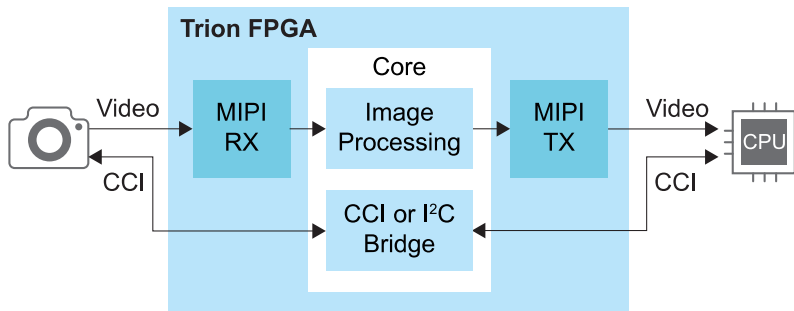 Trion FPGA
Core
Video
MIPI
RX
Image
Processing
MIPI
TX
Video
CPU
CCI
CCI or I²C
Bridge
CCI